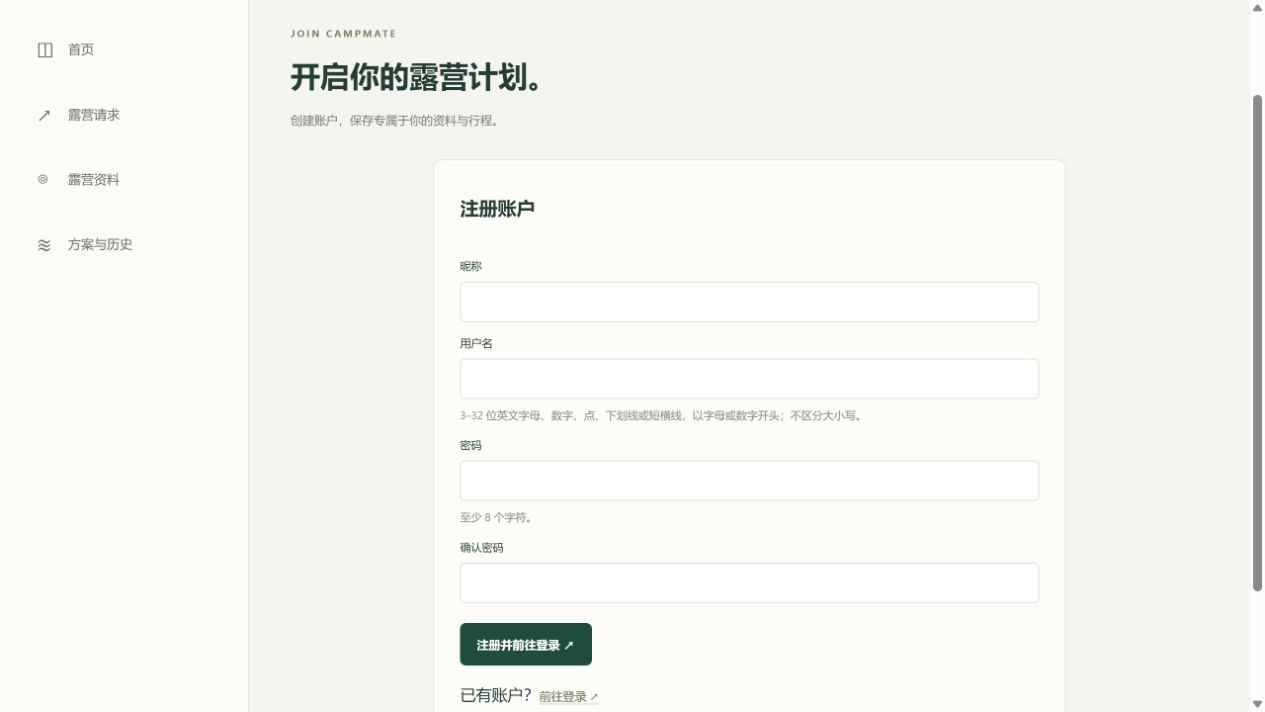 首页
露营请求
露营资料
方案与历史
JOIN CAMPMATE
开启你的露营计划。
创建账户，保存专属于你的资料与行程。
注册账户
昵称
用户名
3–32 位英文字母、数字、点、下划线或短横线，以字母或数字开头；不区分大小写。
密码
至少 8 个字符。
确认密码
注册并前往登录 ↗
已有账户？ 前往登录 ↗